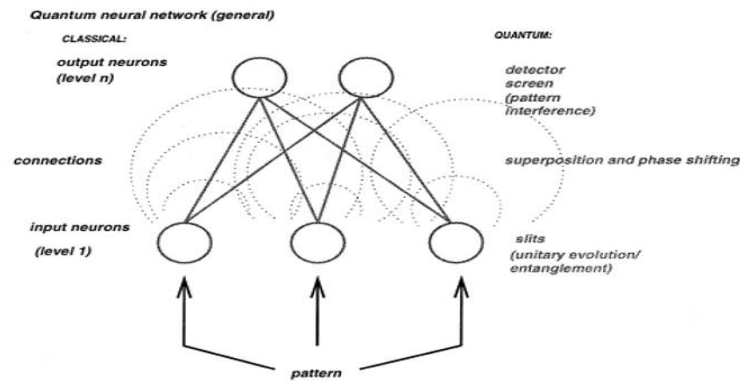 Quantum neural network (general)
CLASSICAL:
QUANTUM:
output neurons
(level n)
detector
screen
(pattern
interference)
connections
superposition and phase shifting
input neurons
(level 1)
slits
(unitary evolution/
entanglement)
pattern